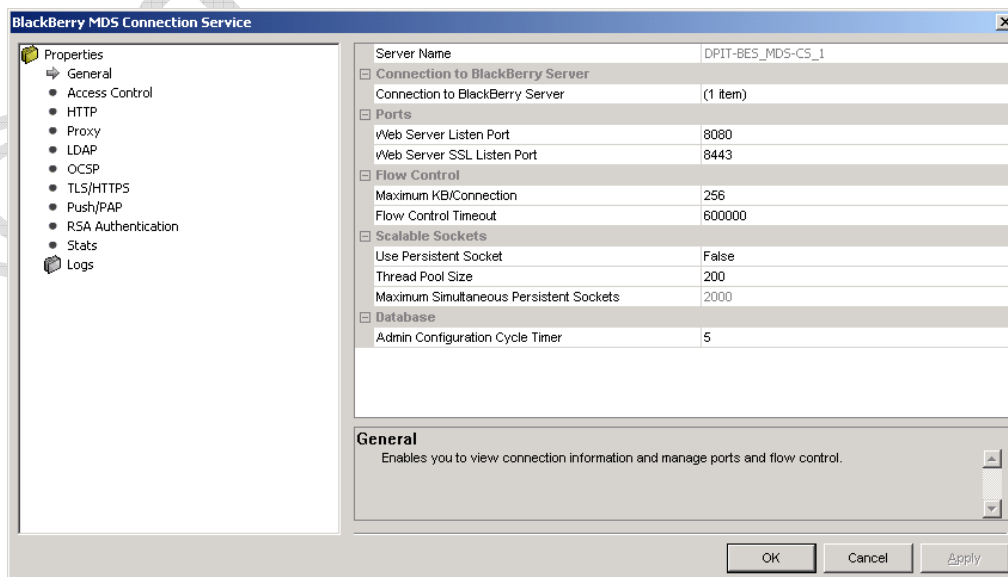 BlackBerry MDS Connection Service
Properties
General
Access Control
HTTP
Proxy
LDAP
OCSP
TLS/HTTPS
Push/PAP
RSA Authentication
Stats
Logs
Server Name DPIT-BES_MDS-CS_1
Connection to BlackBerry Server
Connection to BlackBerry Server (1 item)
Ports
Web Server Listen Port 8080
Web Server SSL Listen Port 8443
Flow Control
Maximum KB/Connection 256
Flow Control Timeout 600000
Scalable Sockets
Use Persistent Socket False
Thread Pool Size 200
Maximum Simultaneous Persistent Sockets 2000
Database
Admin Configuration Cycle Timer 5
General
Enables you to view connection information and manage ports and flow control.
OK Cancel Apply